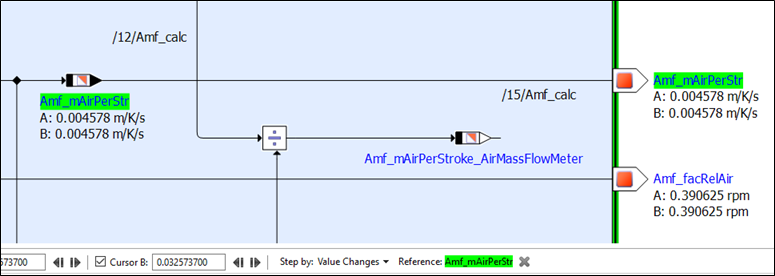 /12/Amf_calc
Amf_mAirPerStr
A: 0.004578 m/K/s
B: 0.004578 m/K/s
/15/Amf_calc
Amf_mAirPerStr
A: 0.004578 m/K/s
B: 0.004578 m/K/s
Amf_mAirPerStroke_AirMassFlowMeter
Amf_facRelAir
A: 0.390625 rpm
B: 0.390625 rpm
573700 Cursor B: 0.032573700 Step by: Value Changes Reference: Amf_mAirPerStr